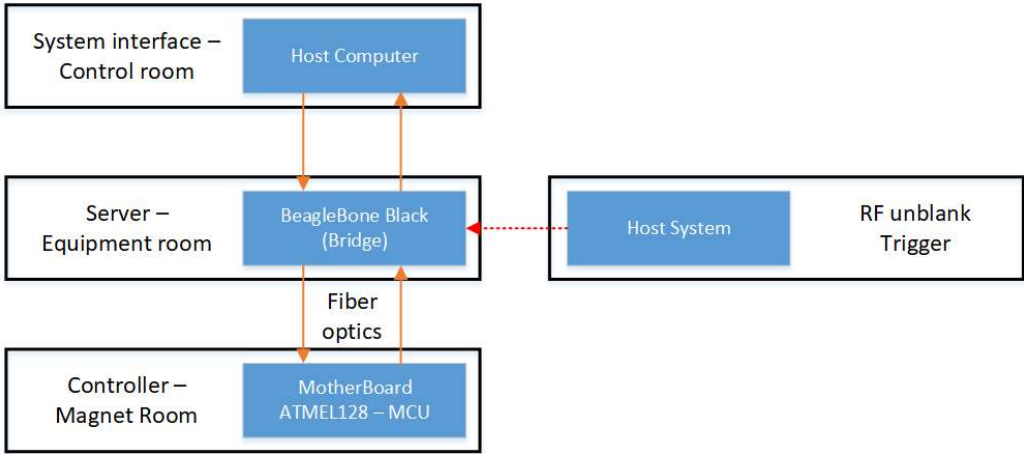 System interface –
Control room
Host Computer
Server –
Equipment room
BeagleBone Black
(Bridge)
Host System
RF unblank
Trigger
Fiber
optics
Controller –
Magnet Room
MotherBoard
ATMEL128 – MCU